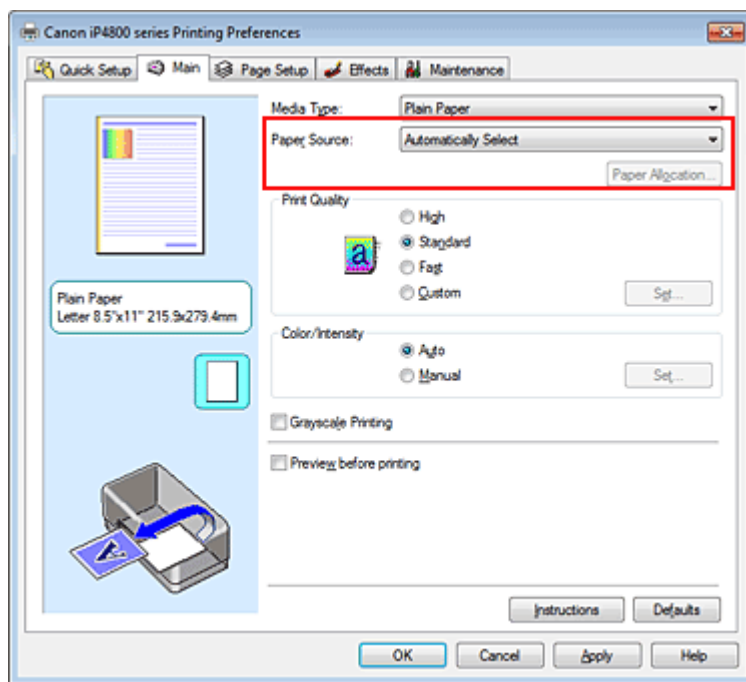 Canon iP4800 series Printing Preferences
Quick Setup Main Page Setup Effects Maintenance
Media Type: Plain Paper
Paper Source: Automatically Select
Paper Allocation...
Print Quality
High
Standard
Fast
Custom Set...
Color/Intensity
Auto
Manual Set...
Grayscale Printing
Preview before printing
Plain Paper
Letter 8.5"x11" 215.9x279.4mm
a
A
Instructions Defaults
OK Cancel Apply Help